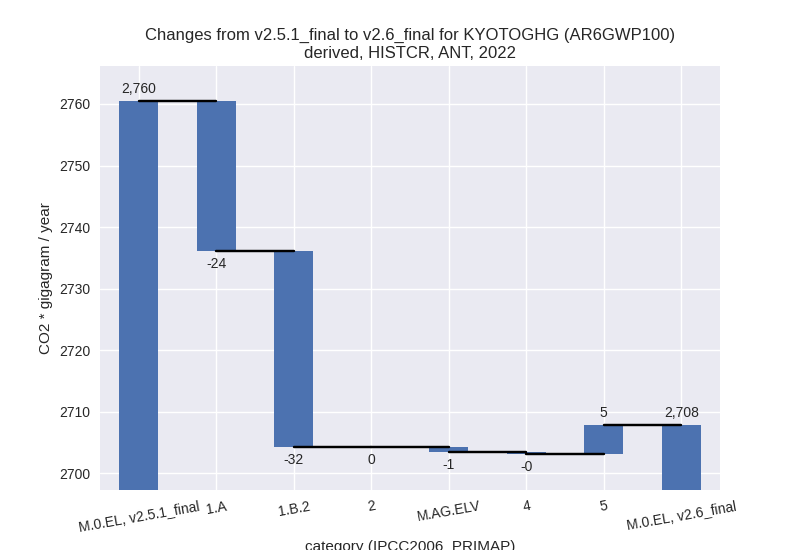 Changes from v2.5.1_final to v2.6_final for KYOTOGHG (AR6GWP100)
derived, HISTCR, ANT, 2022
CO2 * gigagram / year
2760
2750
2740
2730
2720
2710
2700
2,760
-24
-32
0
-1
-0
5
2,708
M.0.EL, v2.5.1_final
1.A
1.B.2
2
M.AG.ELV
4
5
M.0.EL, v2.6_final
category (IPCC2006_PRIMAP)